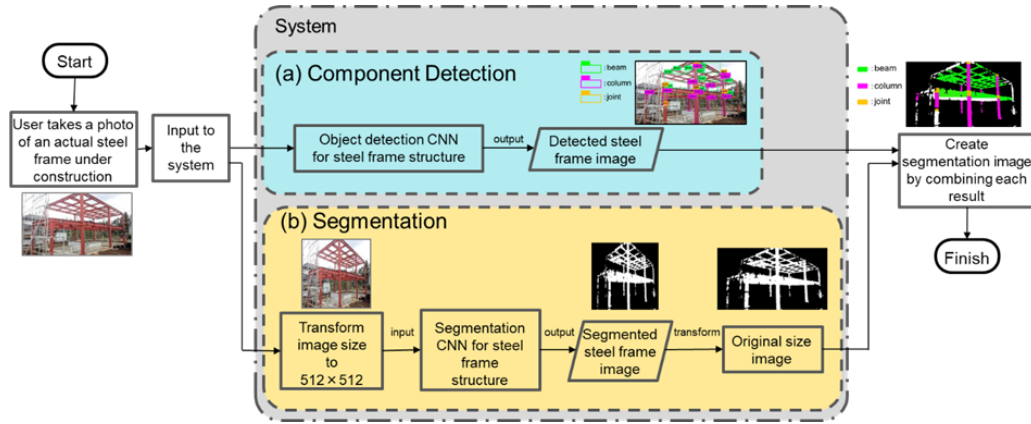 System
Start
User takes a photo
of an actual steel
frame under
construction
Input to
the
system
(a) Component Detection
: beam
: column
: joint
Object detection CNN
for steel frame structure
output
Detected steel
frame image
(b) Segmentation
Transform
image size
to
512×512
input
Segmentation
CNN for steel
frame
structure
output
Segmented
steel frame
image
transform
Original size
image
: beam
: column
: joint
Create
segmentation image
by combining each
result
Finish